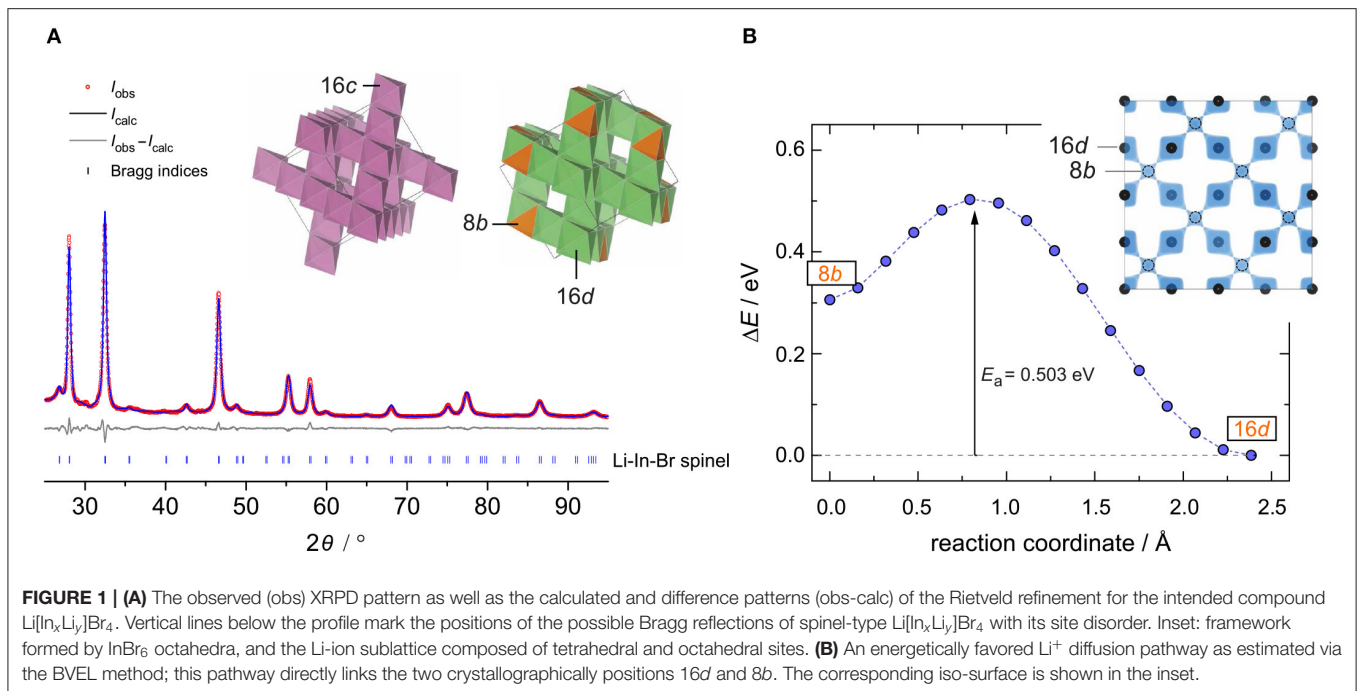 A
I_obs
I_calc
I_obs – I_calc
Bragg indices
16c
8b
16d
Li-In-Br spinel
30 40 50 60 70 80 90
2θ / °
B
0.6
0.4
0.2
0.0
ΔE / eV
8b
E_a = 0.503 eV
16d
16d
8b
0.0 0.5 1.0 1.5 2.0 2.5
reaction coordinate / Å
FIGURE 1 | (A) The observed (obs) XRPD pattern as well as the calculated and difference patterns (obs-calc) of the Rietveld refinement for the intended compound
Li[In_xLi_y]Br_4. Vertical lines below the profile mark the positions of the possible Bragg reflections of spinel-type Li[In_xLi_y]Br_4 with its site disorder. Inset: framework
formed by InBr_6 octahedra, and the Li-ion sublattice composed of tetrahedral and octahedral sites. (B) An energetically favored Li^+ diffusion pathway as estimated via
the BVEL method; this pathway directly links the two crystallographically positions 16d and 8b. The corresponding iso-surface is shown in the inset.